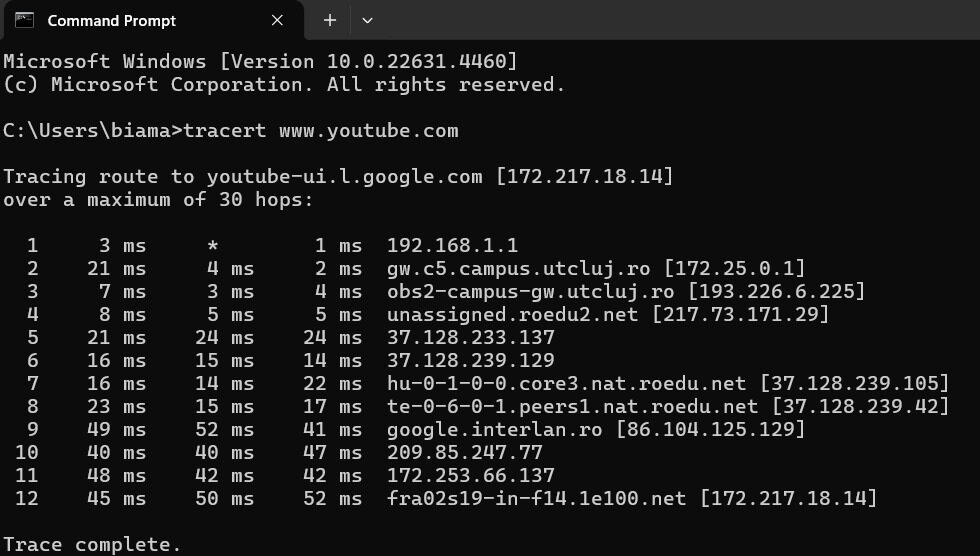 Command Prompt
Microsoft Windows [Version 10.0.22631.4460]
(c) Microsoft Corporation. All rights reserved.
C:\Users\biama>tracert www.youtube.com
Tracing route to youtube-ui.l.google.com [172.217.18.14]
over a maximum of 30 hops:
  1     3 ms     *        1 ms  192.168.1.1
  2    21 ms     4 ms     2 ms  gw.c5.campus.utcluj.ro [172.25.0.1]
  3     7 ms     3 ms     4 ms  obs2-campus-gw.utcluj.ro [193.226.6.225]
  4     8 ms     5 ms     5 ms  unassigned.roedu2.net [217.73.171.29]
  5    21 ms    24 ms    24 ms  37.128.233.137
  6    16 ms    15 ms    14 ms  37.128.239.129
  7    16 ms    14 ms    22 ms  hu-0-1-0-0.core3.nat.roedu.net [37.128.239.105]
  8    23 ms    15 ms    17 ms  te-0-6-0-1.peers1.nat.roedu.net [37.128.239.42]
  9    49 ms    52 ms    41 ms  google.interlan.ro [86.104.125.129]
 10    40 ms    40 ms    47 ms  209.85.247.77
 11    48 ms    42 ms    42 ms  172.253.66.137
 12    45 ms    50 ms    52 ms  fra02s19-in-f14.1e100.net [172.217.18.14]
Trace complete.